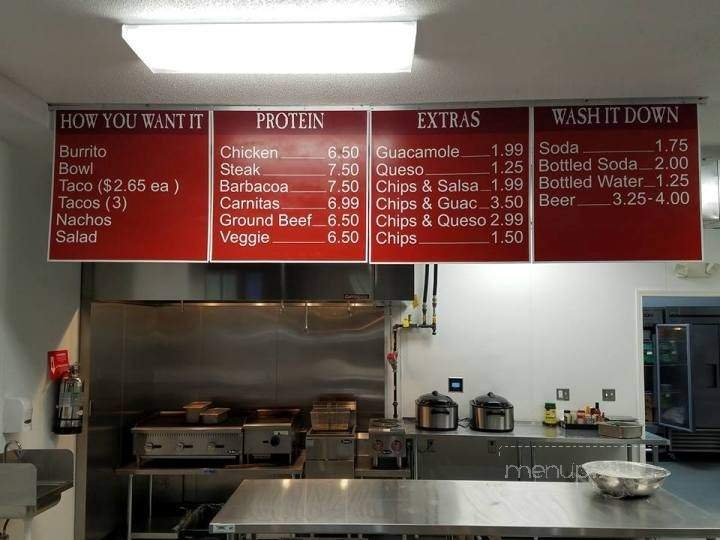 HOW YOU WANT IT
Burrito
Bowl
Taco ($2.65 ea )
Tacos (3)
Nachos
Salad
PROTEIN
Chicken 6.50
Steak 7.50
Barbacoa 7.50
Carnitas 6.99
Ground Beef 6.50
Veggie 6.50
EXTRAS
Guacamole 1.99
Queso 1.25
Chips & Salsa 1.99
Chips & Guac 3.50
Chips & Queso 2.99
Chips 1.50
WASH IT DOWN
Soda 1.75
Bottled Soda 2.00
Bottled Water 1.25
Beer 3.25-4.00